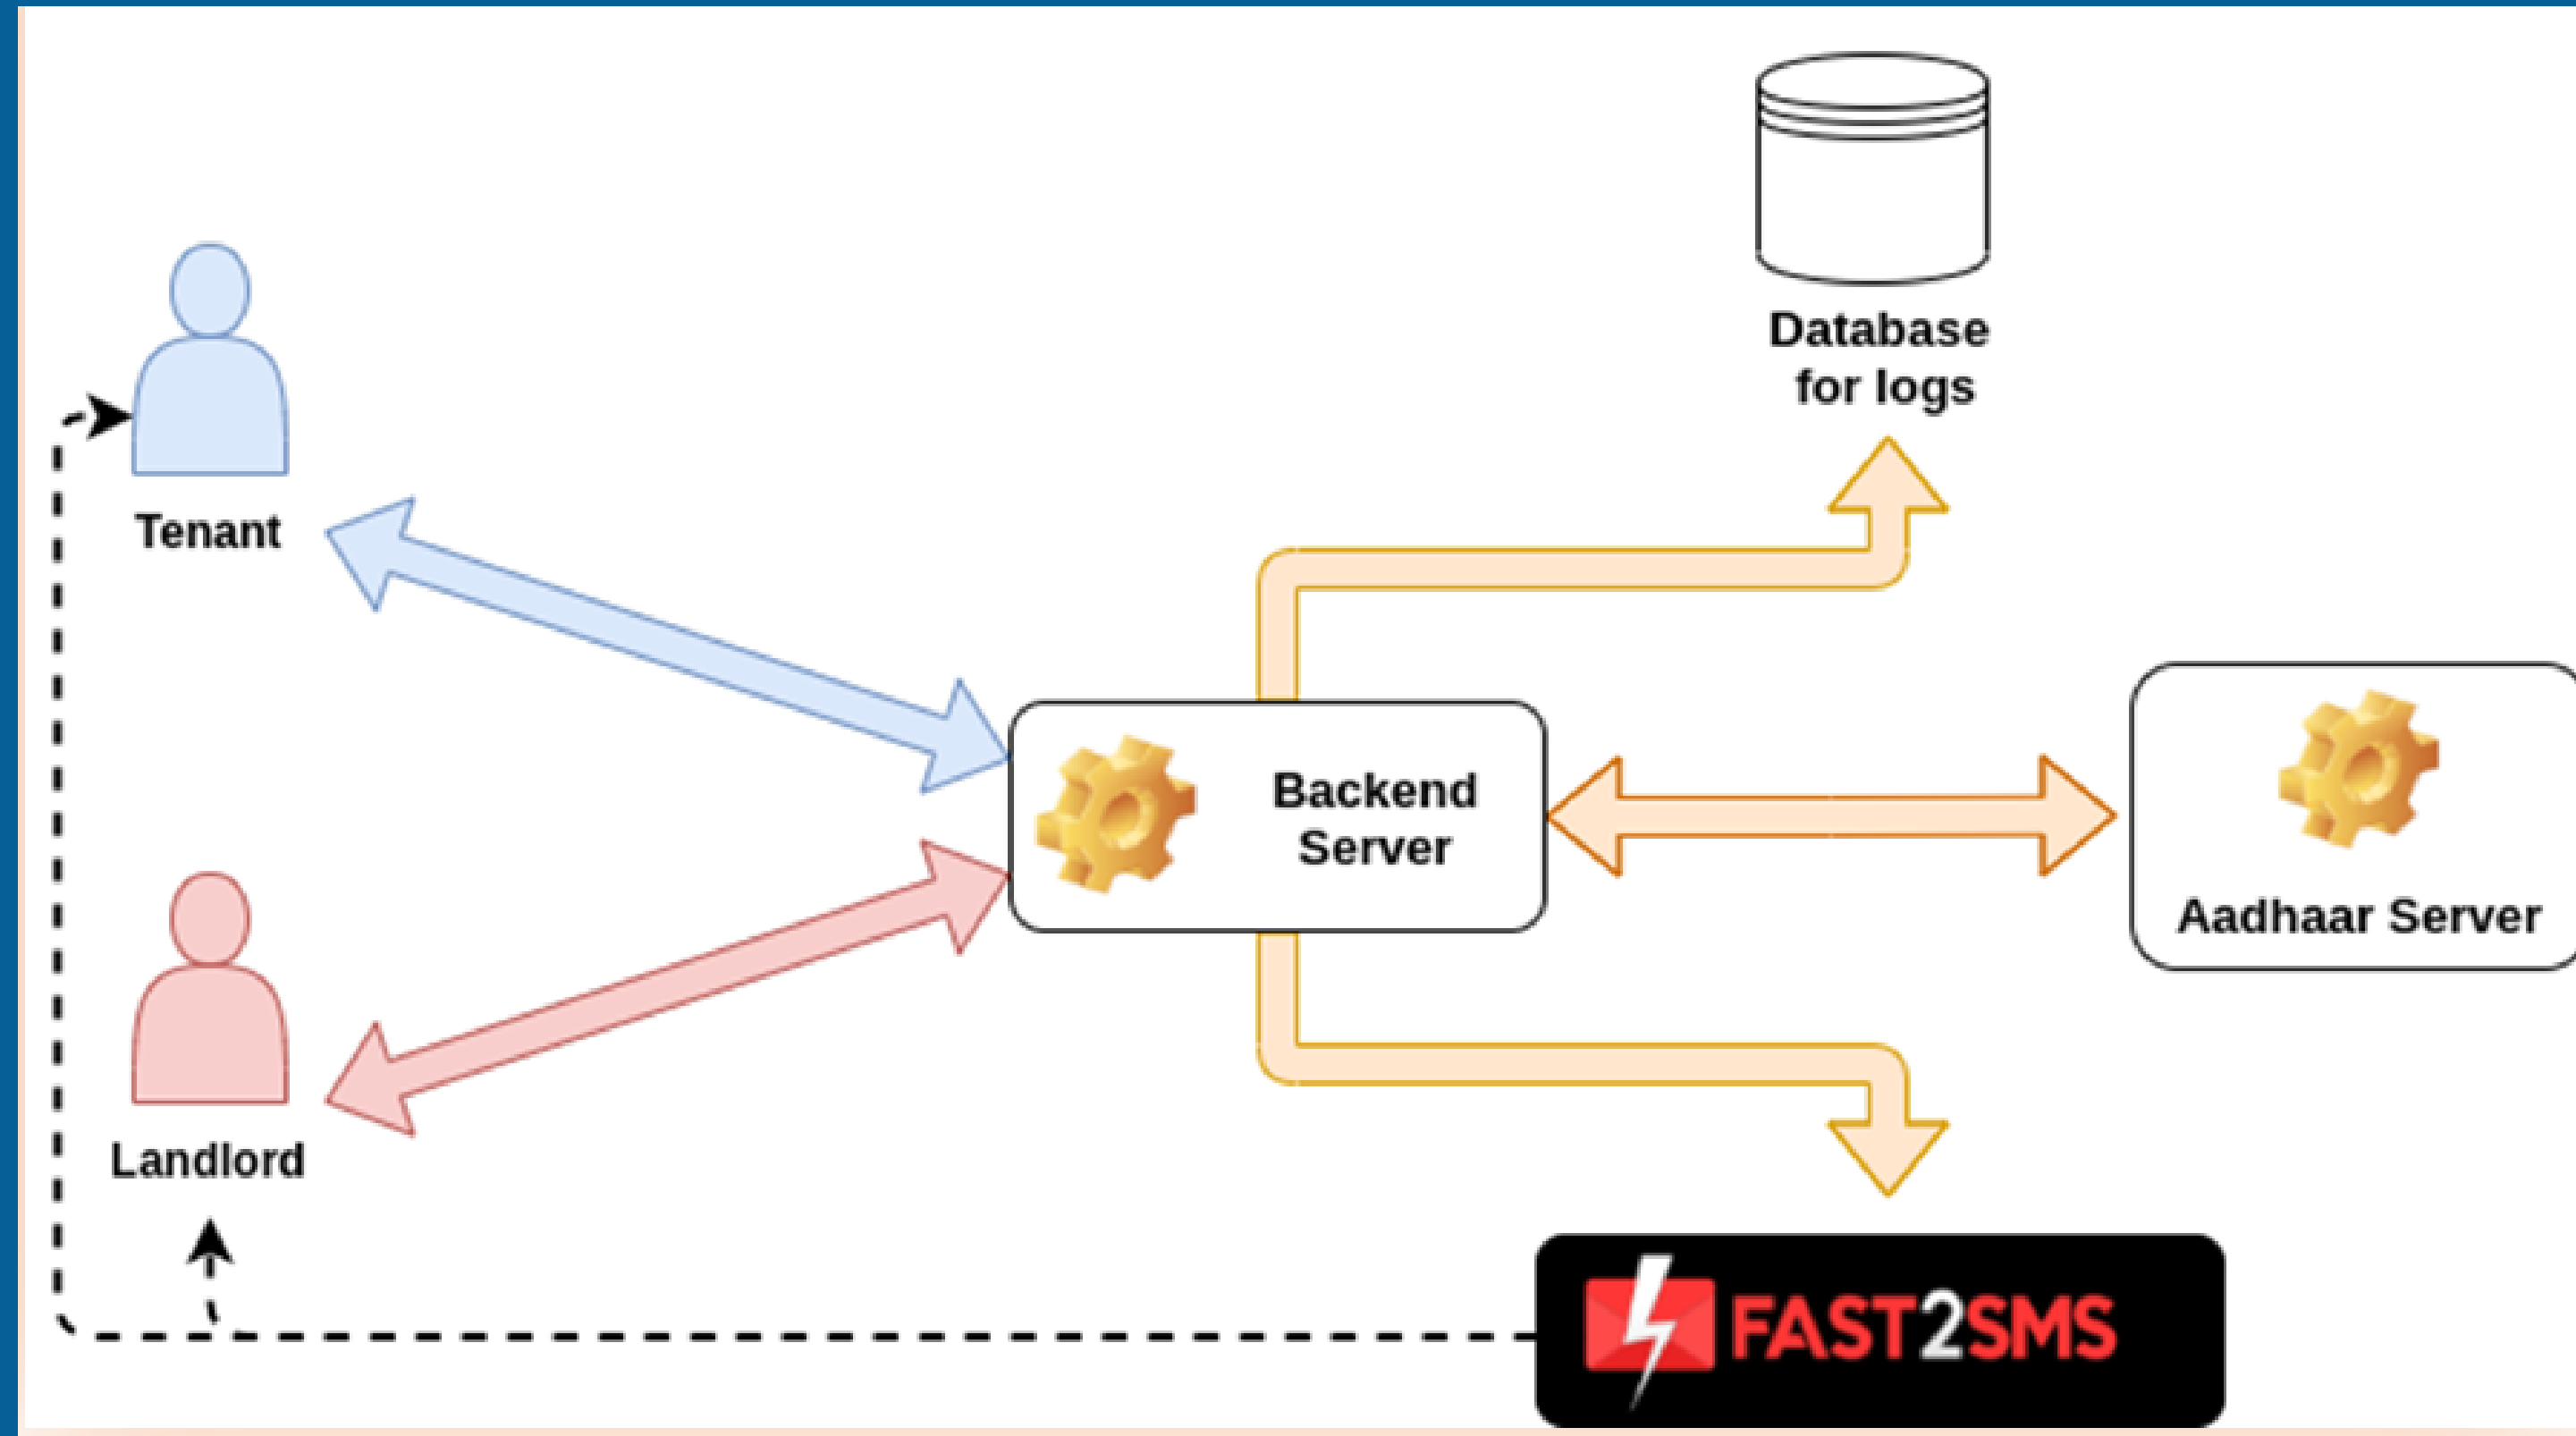 Database
for logs
Tenant
Backend
Server
Aadhaar Server
Landlord
FAST2SMS